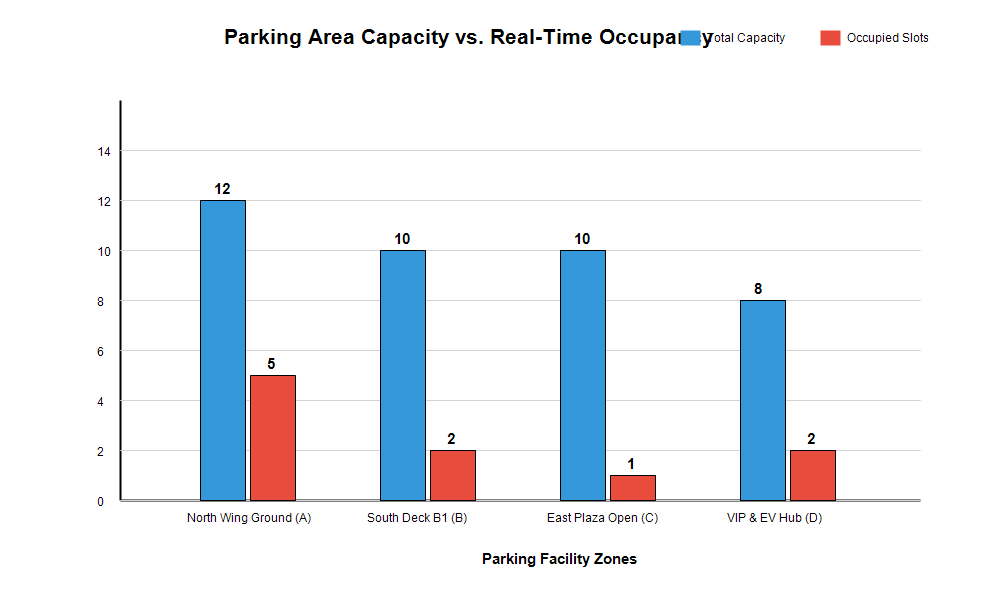 Parking Area Capacity vs. Real-Time Occupancy
Total Capacity
Occupied Slots
14
12
10
8
6
4
2
0
12
5
10
2
10
1
8
2
North Wing Ground (A)
South Deck B1 (B)
East Plaza Open (C)
VIP & EV Hub (D)
Parking Facility Zones